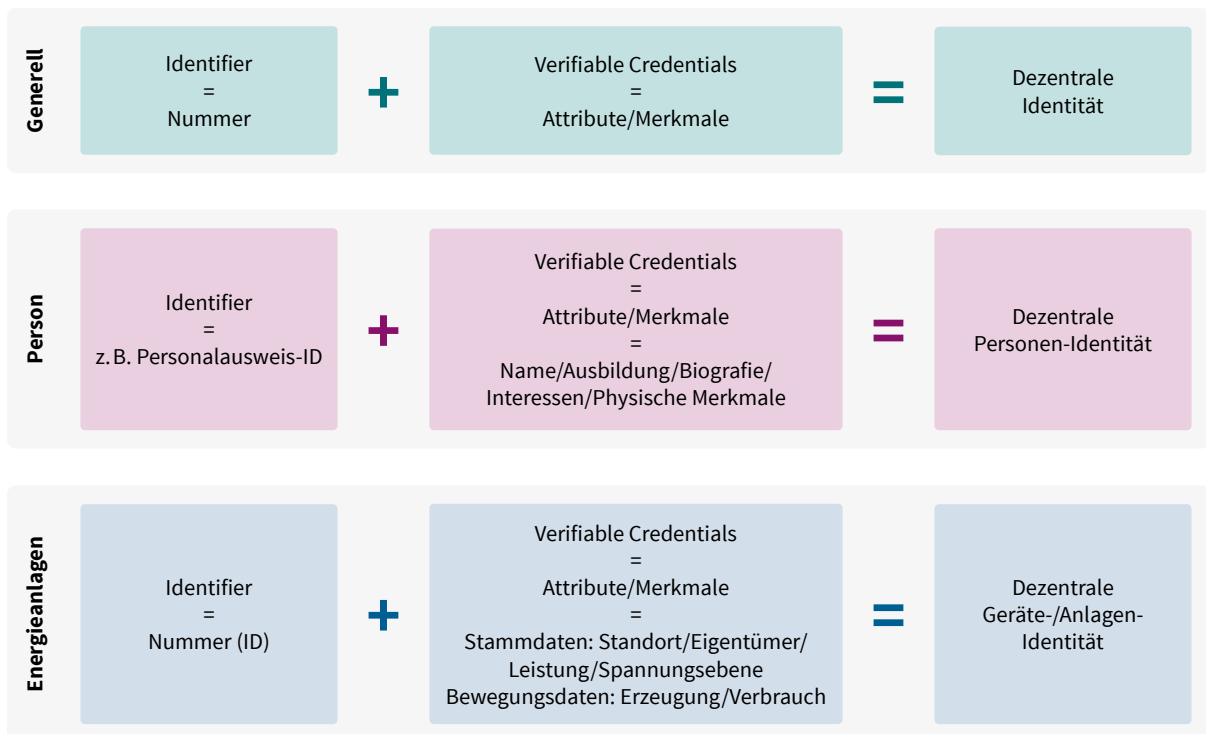 Generell
Identifier
=
Nummer
+
Verifiable Credentials
=
Attribute/Merkmale
=
Dezentrale
Identität
Person
Identifier
=
z. B. Personalausweis-ID
+
Verifiable Credentials
=
Attribute/Merkmale
=
Name/Ausbildung/Biografie/
Interessen/Physische Merkmale
=
Dezentrale
Personen-Identität
Energieanlagen
Identifier
=
Nummer (ID)
+
Verifiable Credentials
=
Attribute/Merkmale
=
Stammdaten: Standort/Eigentümer/
Leistung/Spannungsebene
Bewegungsdaten: Erzeugung/Verbrauch
=
Dezentrale
Geräte-/Anlagen-
Identität